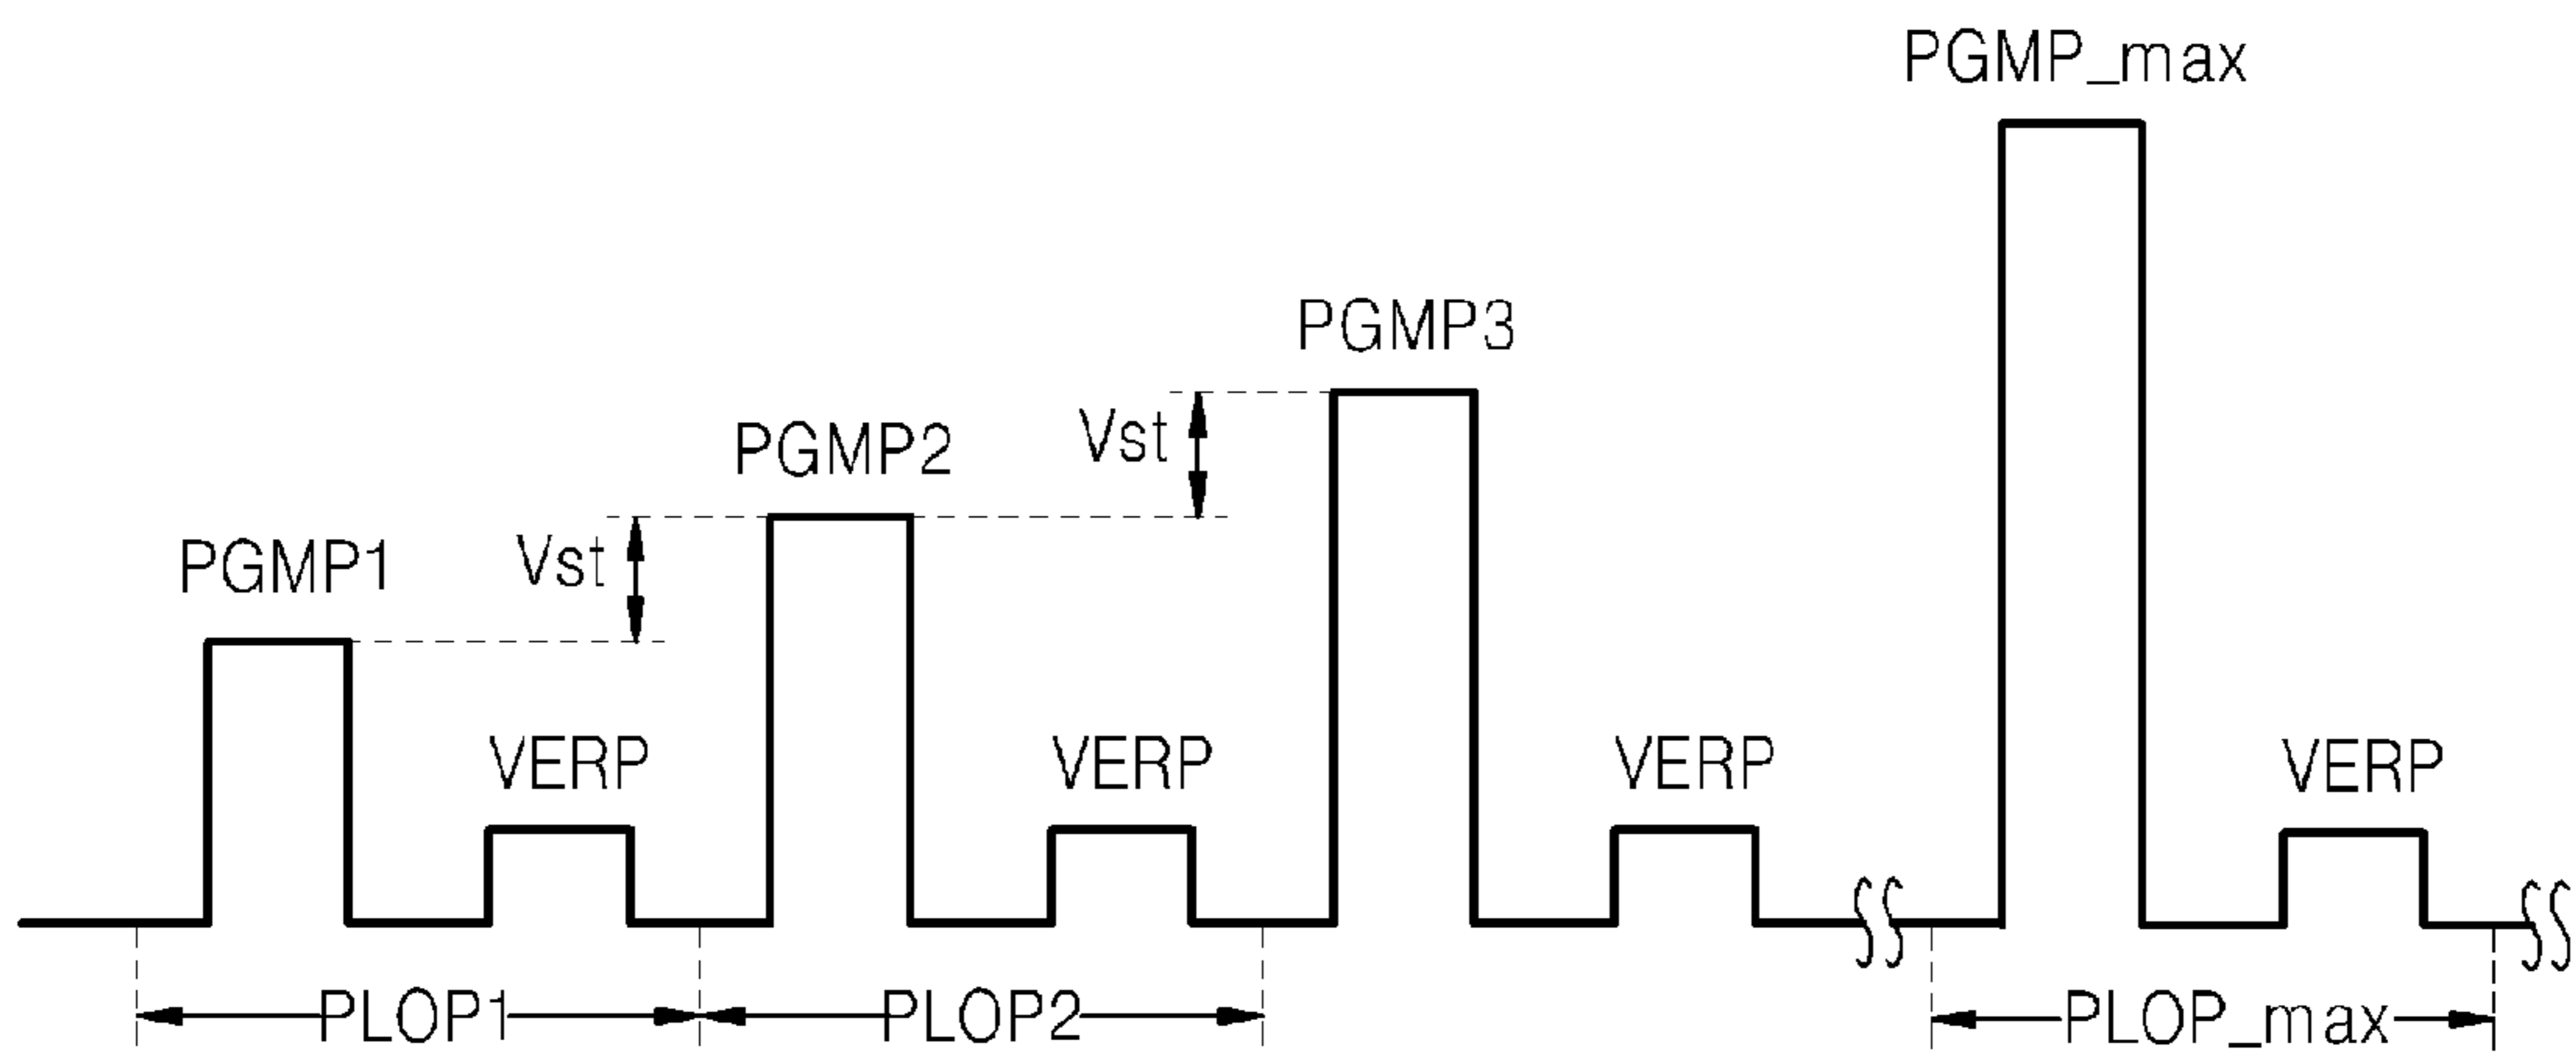 PGMP_max
PGMP3
PGMP2
Vst
PGMP1
Vst
VERP
VERP
VERP
VERP
PLOP1
PLOP2
PLOP_max